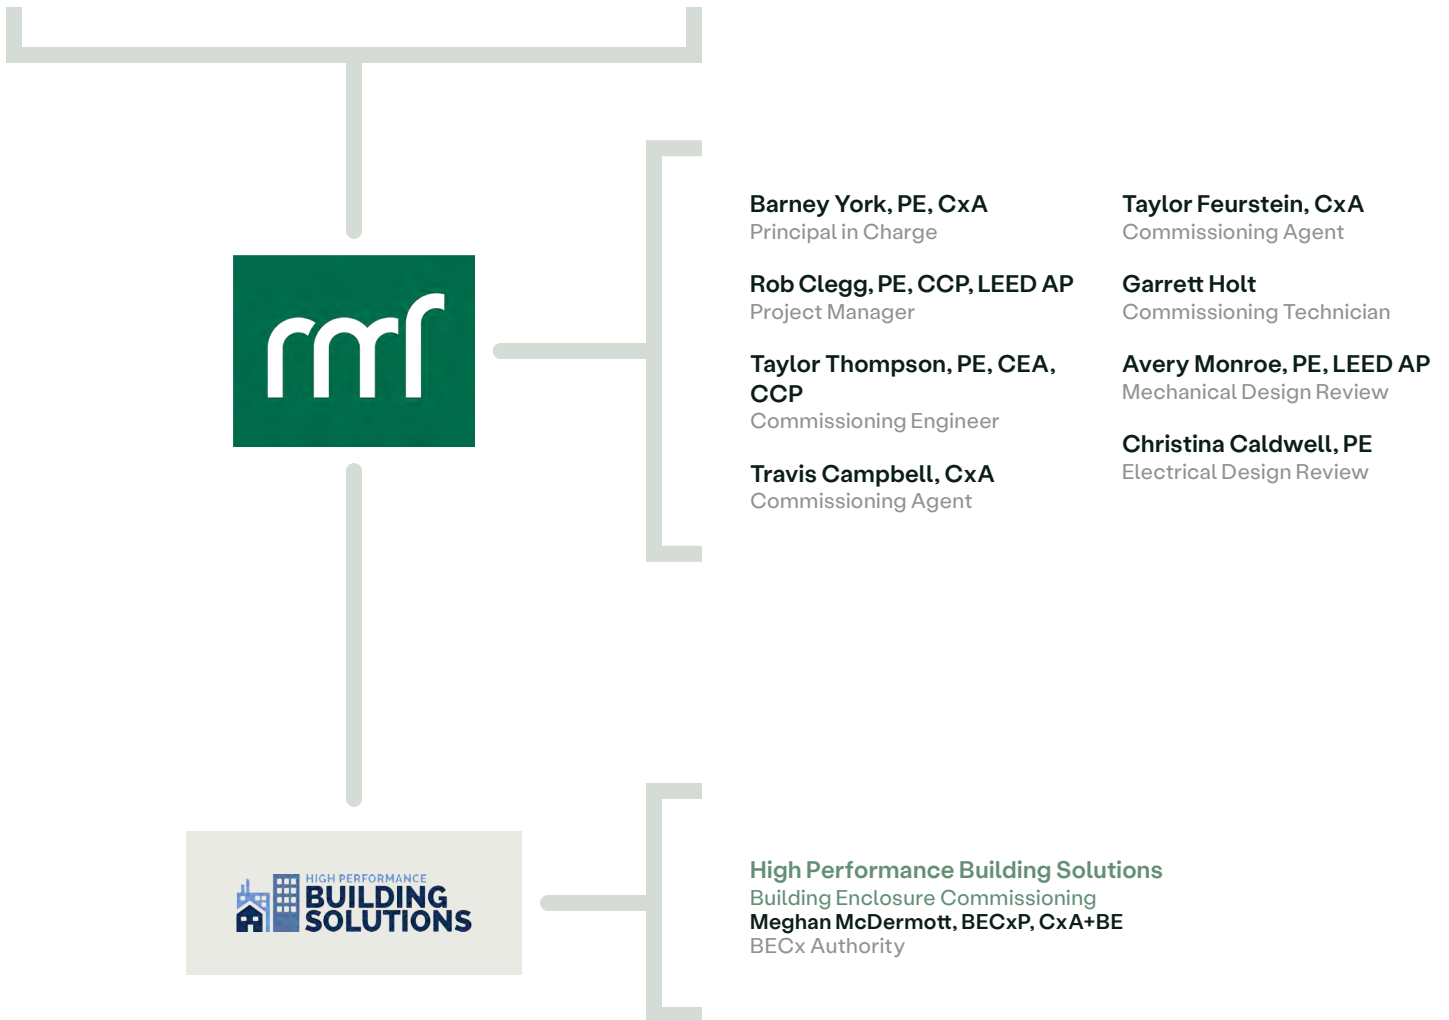 rmf
Barney York, PE, CxA
Principal in Charge
Rob Clegg, PE, CCP, LEED AP
Project Manager
Taylor Thompson, PE, CEA,
CCP
Commissioning Engineer
Travis Campbell, CxA
Commissioning Agent
Taylor Feurstein, CxA
Commissioning Agent
Garrett Holt
Commissioning Technician
Avery Monroe, PE, LEED AP
Mechanical Design Review
Christina Caldwell, PE
Electrical Design Review
HIGH PERFORMANCE
BUILDING
SOLUTIONS
High Performance Building Solutions
Building Enclosure Commissioning
Meghan McDermott, BECxP, CxA+BE
BECx Authority